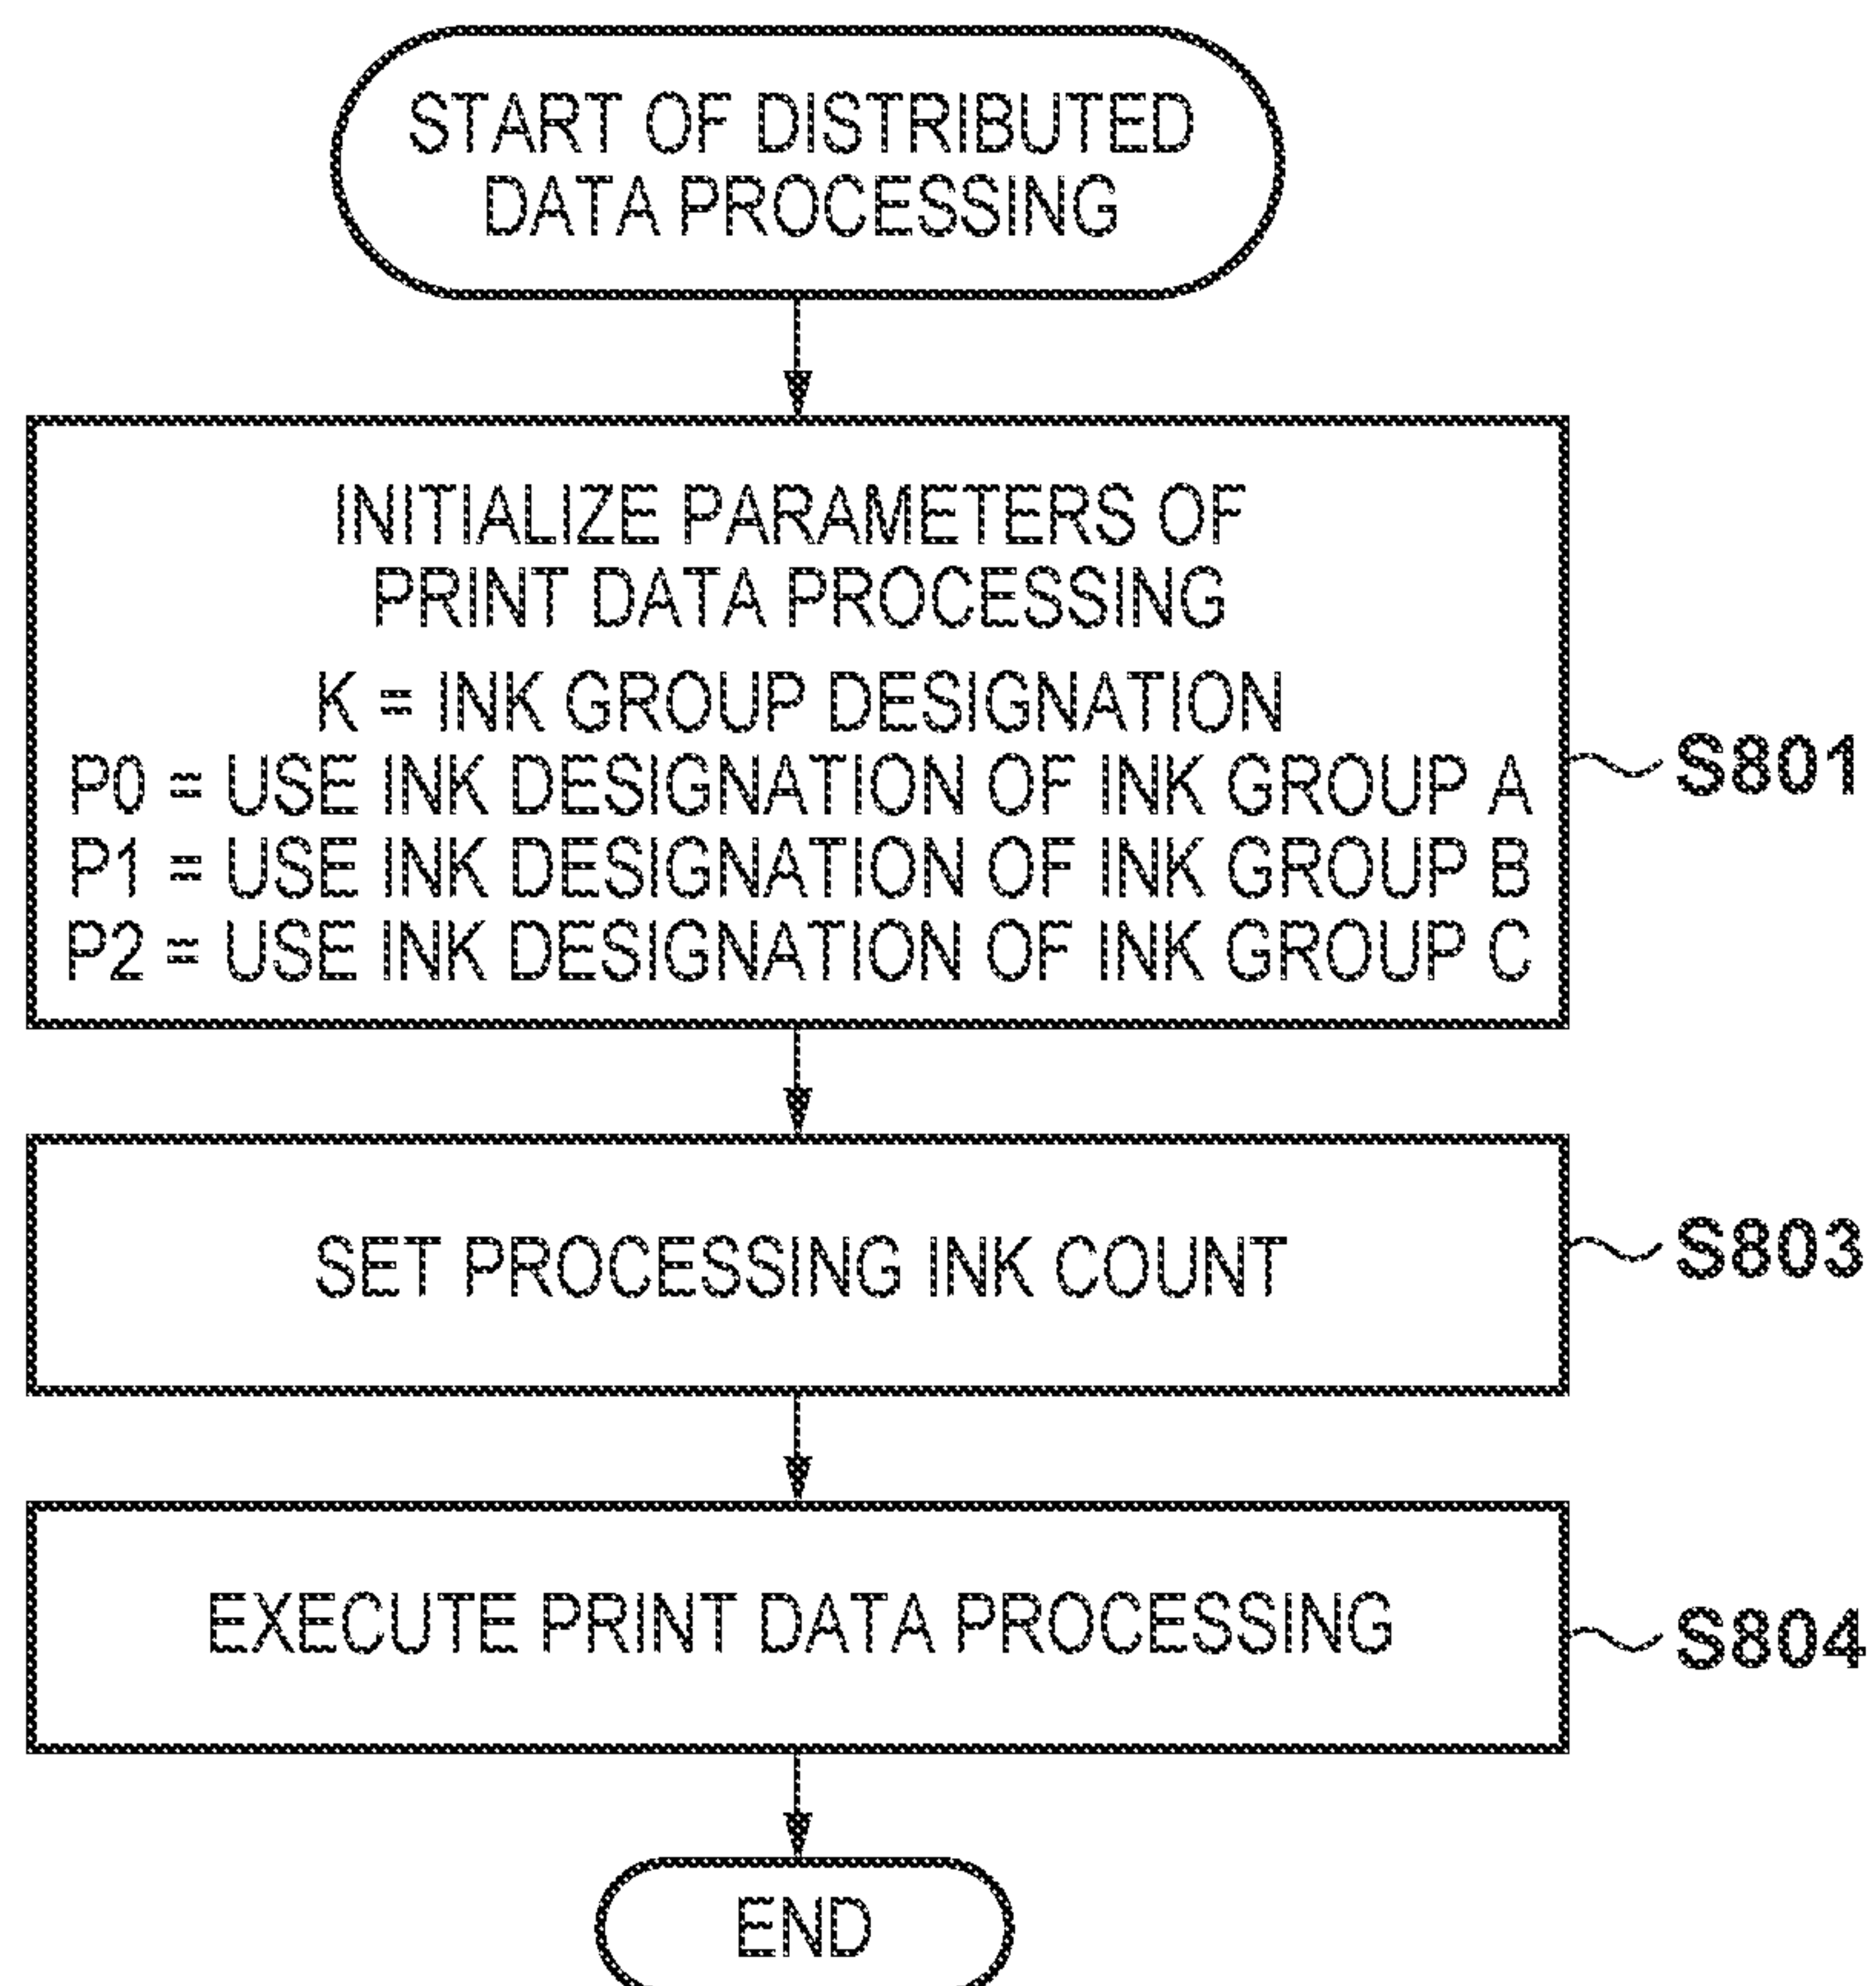 START OF DISTRIBUTED
DATA PROCESSING
INITIALIZE PARAMETERS OF
PRINT DATA PROCESSING
K = INK GROUP DESIGNATION
P0 = USE INK DESIGNATION OF INK GROUP A
P1 = USE INK DESIGNATION OF INK GROUP B
P2 = USE INK DESIGNATION OF INK GROUP C
S801
SET PROCESSING INK COUNT
S803
EXECUTE PRINT DATA PROCESSING
S804
END